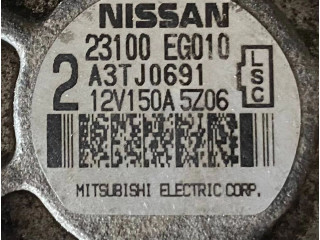 NISSAN
23100 EG010
2 A3TJ0691
12V150A 5Z06
LSC
MITSUBISHI ELECTRIC CORP.